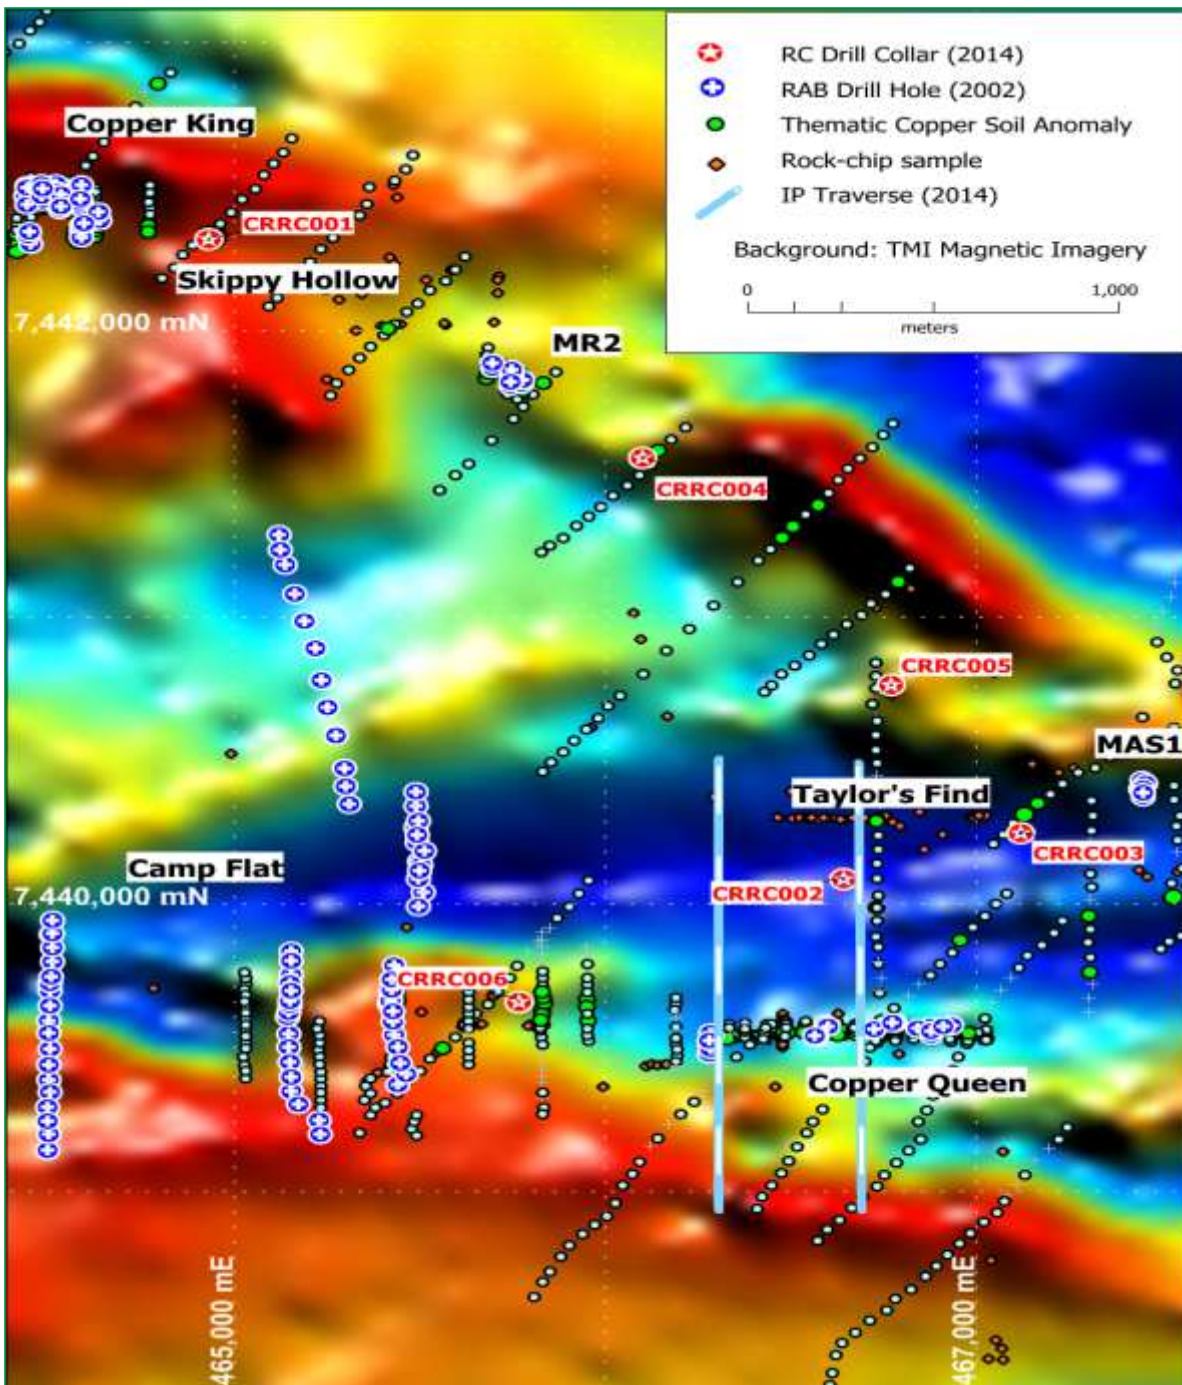 RC Drill Collar (2014)
RAB Drill Hole (2002)
Thematic Copper Soil Anomaly
Rock-chip sample
IP Traverse (2014)
Background: TMI Magnetic Imagery
0 1,000
meters
Copper King
CRRC001
Skippy Hollow
7,442,000 mN
MR2
CRRC004
CRRC005
MAS1
Taylor's Find
CRRC003
Camp Flat
CRRC002
7,440,000 mN
CRRC006
Copper Queen
465,000 mE
467,000 mE